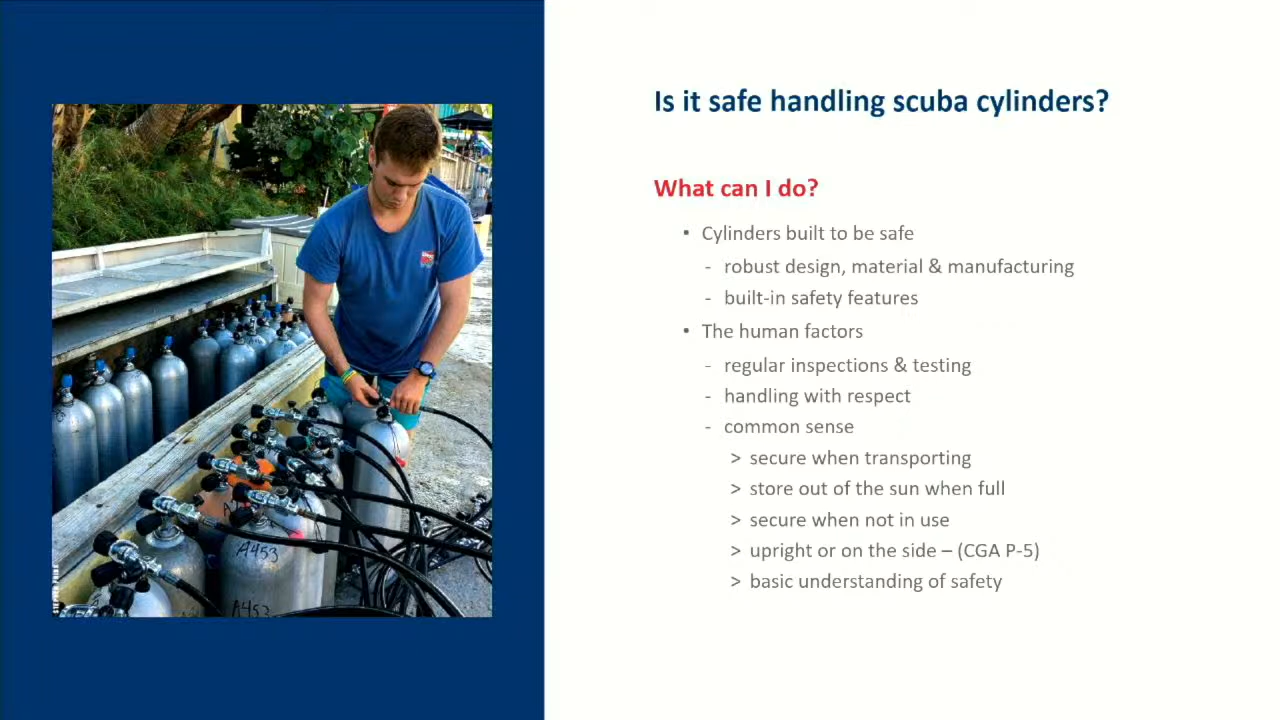 Is it safe handling scuba cylinders?
What can I do?
• Cylinders built to be safe
- robust design, material & manufacturing
- built-in safety features
• The human factors
- regular inspections & testing
- handling with respect
- common sense
> secure when transporting
> store out of the sun when full
> secure when not in use
> upright or on the side – (CGA P-5)
> basic understanding of safety
A453
A453